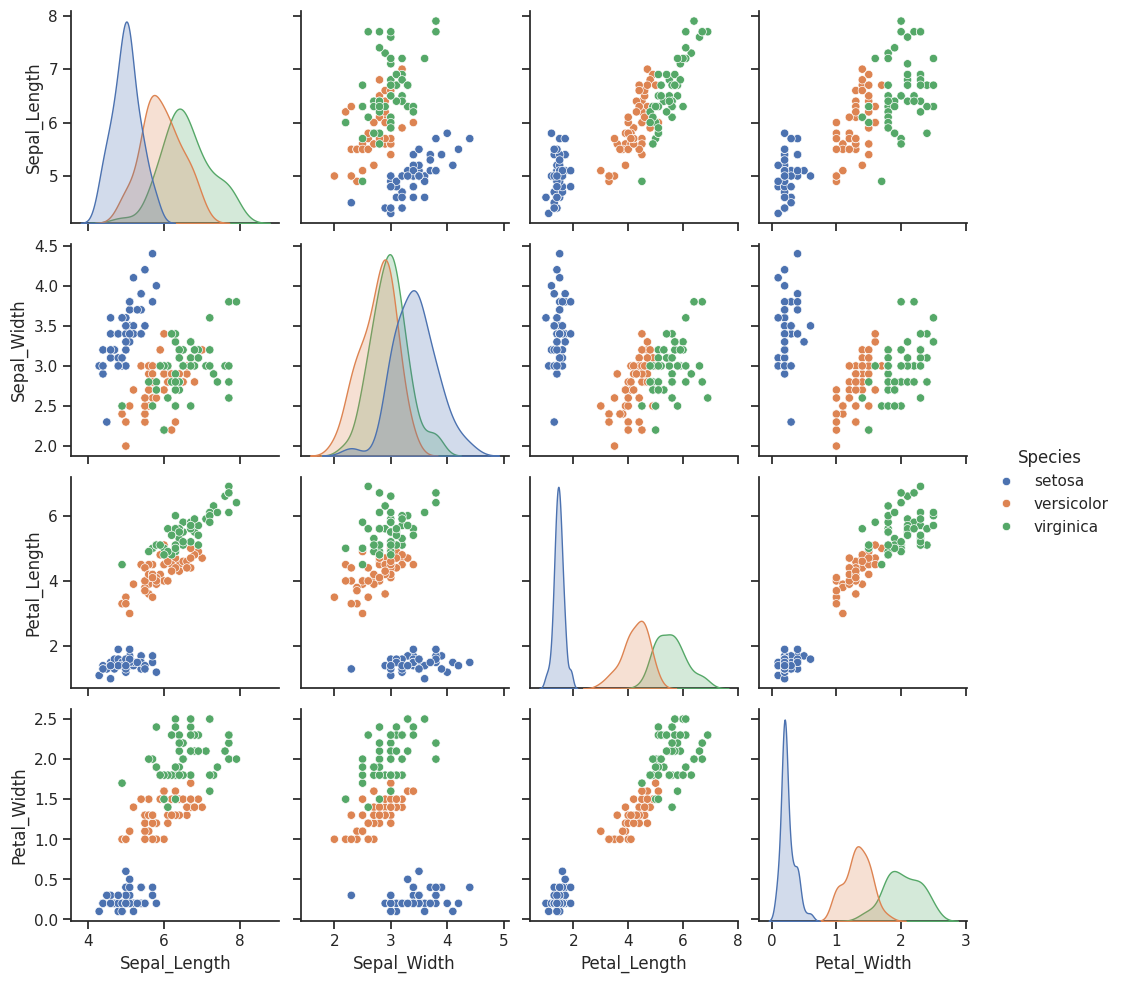 8
7
6
5
Sepal_Length
4.5
4.0
3.5
3.0
2.5
2.0
Sepal_Width
Species
setosa
versicolor
virginica
6
4
2
Petal_Length
2.5
2.0
1.5
1.0
0.5
0.0
Petal_Width
4 6 8 2 3 4 5 2 4 6 8 0 1 2 3
Sepal_Length Sepal_Width Petal_Length Petal_Width